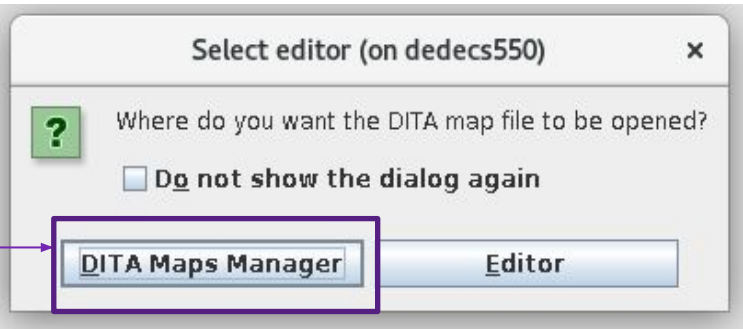 Select editor (on dedecs550)
×
?
Where do you want the DITA map file to be opened?
Do not show the dialog again
DITA Maps Manager
Editor